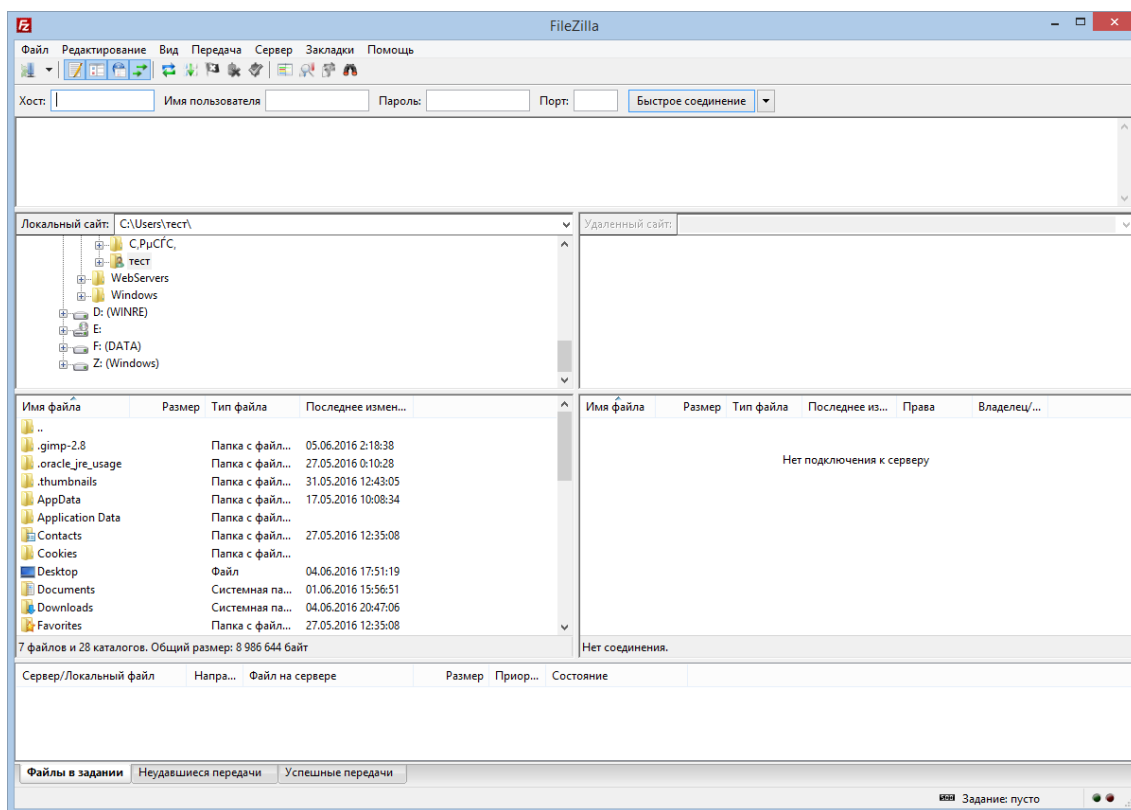 FileZilla
Файл Редактирование Вид Передача Сервер Закладки Помощь
Хост: Имя пользователя Пароль: Порт: Быстрое соединение
Локальный сайт: C:\Users\тест\
Удаленный сайт:
С‚РµСЃС‚
тест
WebServers
Windows
D: (WINRE)
E:
F: (DATA)
Z: (Windows)
Имя файла Размер Тип файла Последнее измен...
..
.gimp-2.8 Папка с файл... 05.06.2016 2:18:38
.oracle_jre_usage Папка с файл... 27.05.2016 0:10:28
.thumbnails Папка с файл... 31.05.2016 12:43:05
AppData Папка с файл... 17.05.2016 10:08:34
Application Data Папка с файл...
Contacts Папка с файл... 27.05.2016 12:35:08
Cookies Папка с файл...
Desktop Файл 04.06.2016 17:51:19
Documents Системная па... 01.06.2016 15:56:51
Downloads Системная па... 04.06.2016 20:47:06
Favorites Папка с файл... 27.05.2016 12:35:08
7 файлов и 28 каталогов. Общий размер: 8 986 644 байт
Имя файла Размер Тип файла Последнее из... Права Владелец/...
Нет подключения к серверу
Нет соединения.
Сервер/Локальный файл Напра... Файл на сервере Размер Приор... Состояние
Файлы в задании Неудавшиеся передачи Успешные передачи
Задание: пусто